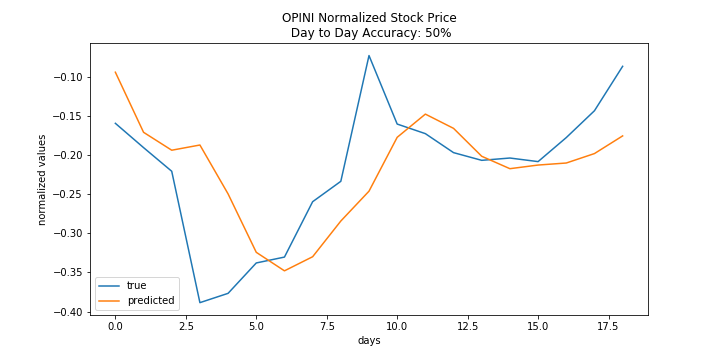 OPINI Normalized Stock Price
Day to Day Accuracy: 50%
normalized values
−0.10
−0.15
−0.20
−0.25
−0.30
−0.35
−0.40
true
predicted
0.0
2.5
5.0
7.5
10.0
12.5
15.0
17.5
days